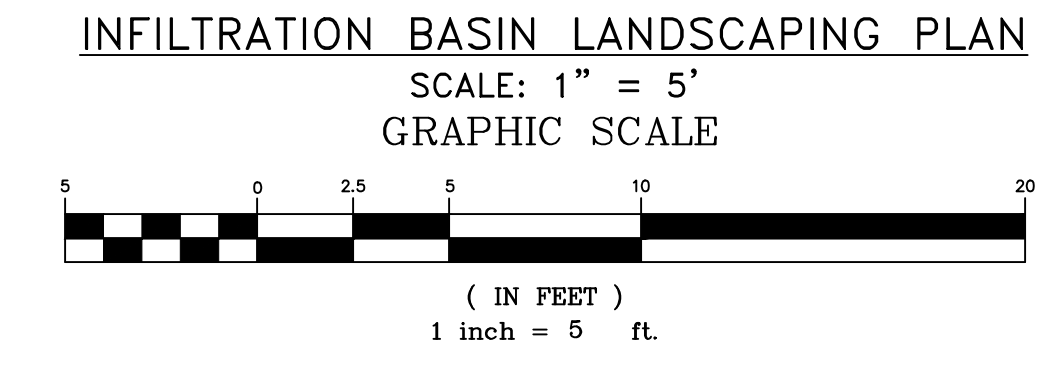 INFILTRATION BASIN LANDSCAPING PLAN
SCALE: 1" = 5'
GRAPHIC SCALE
5 0 2.5 5 10 20
( IN FEET )
1 inch = 5 ft.